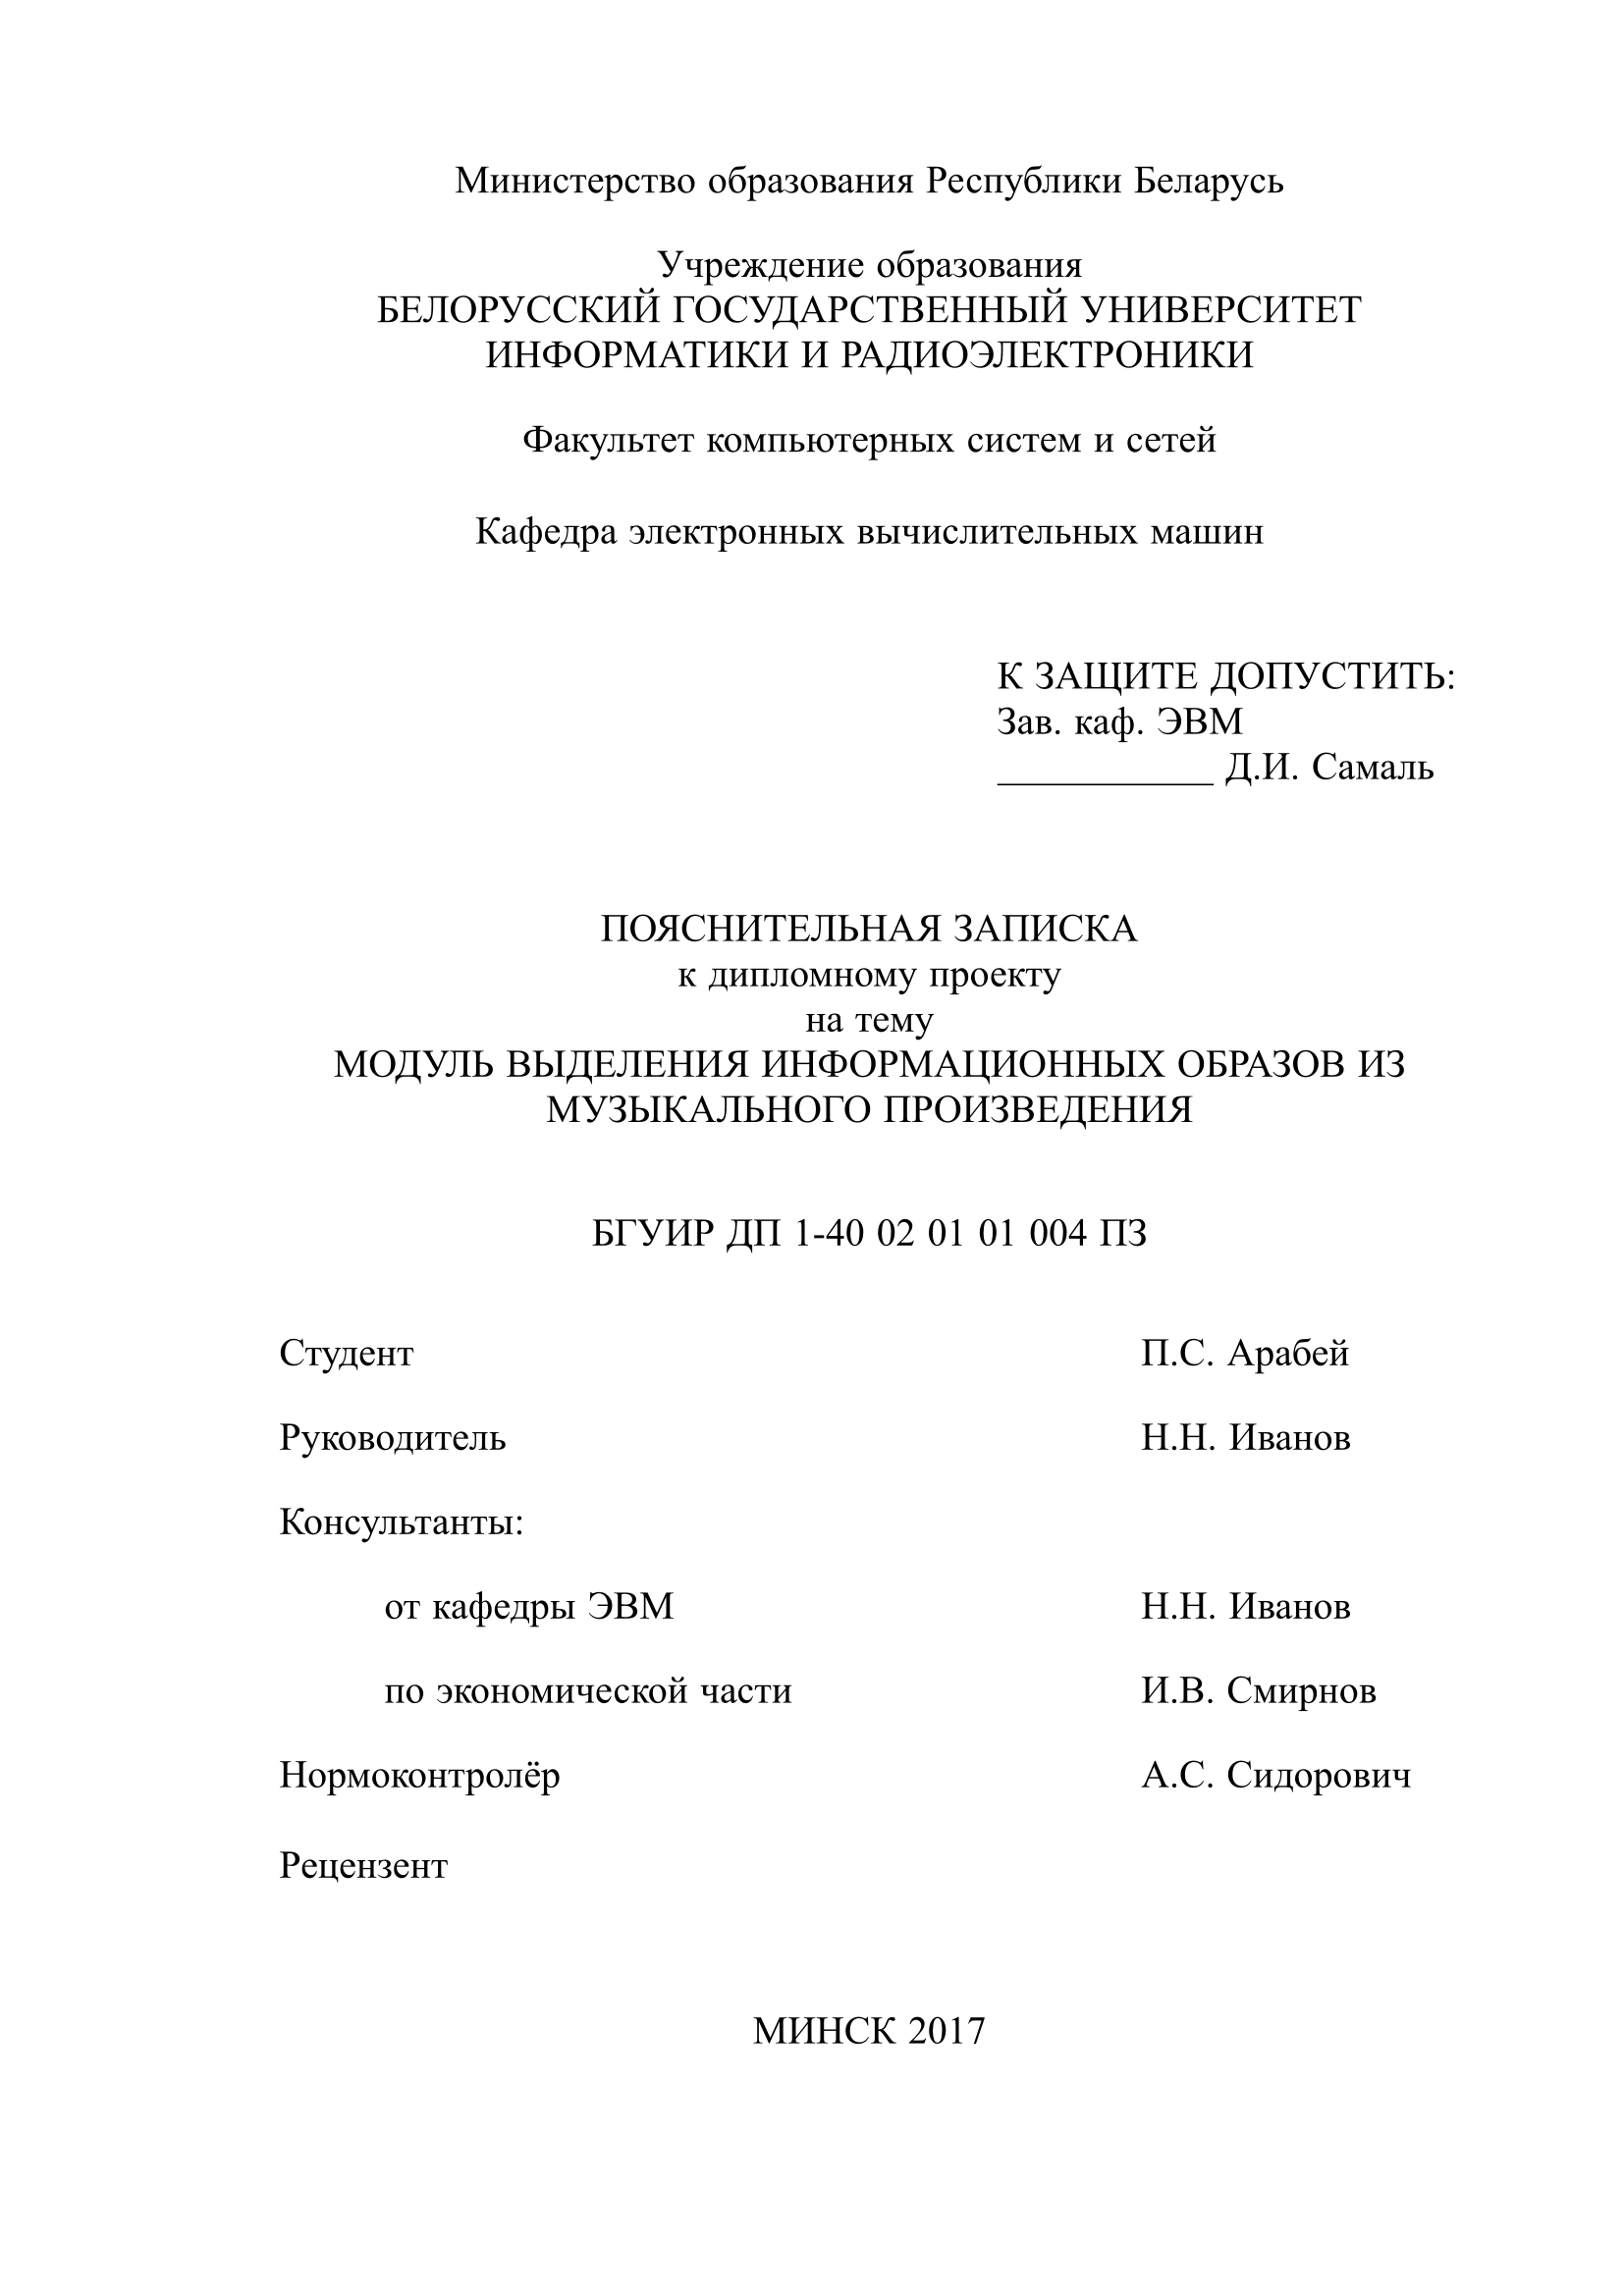 Министерство образования Республики Беларусь
Учреждение образования
БЕЛОРУССКИЙ ГОСУДАРСТВЕННЫЙ УНИВЕРСИТЕТ
ИНФОРМАТИКИ И РАДИОЭЛЕКТРОНИКИ
Факультет компьютерных систем и сетей
Кафедра электронных вычислительных машин
К ЗАЩИТЕ ДОПУСТИТЬ:
Зав. каф. ЭВМ
____________ Д.И. Самаль
ПОЯСНИТЕЛЬНАЯ ЗАПИСКА
к дипломному проекту
на тему
МОДУЛЬ ВЫДЕЛЕНИЯ ИНФОРМАЦИОННЫХ ОБРАЗОВ ИЗ
МУЗЫКАЛЬНОГО ПРОИЗВЕДЕНИЯ
БГУИР ДП 1-40 02 01 01 004 ПЗ
Студент П.С. Арабей
Руководитель Н.Н. Иванов
Консультанты:
от кафедры ЭВМ Н.Н. Иванов
по экономической части И.В. Смирнов
Нормоконтролёр А.С. Сидорович
Рецензент
МИНСК 2017